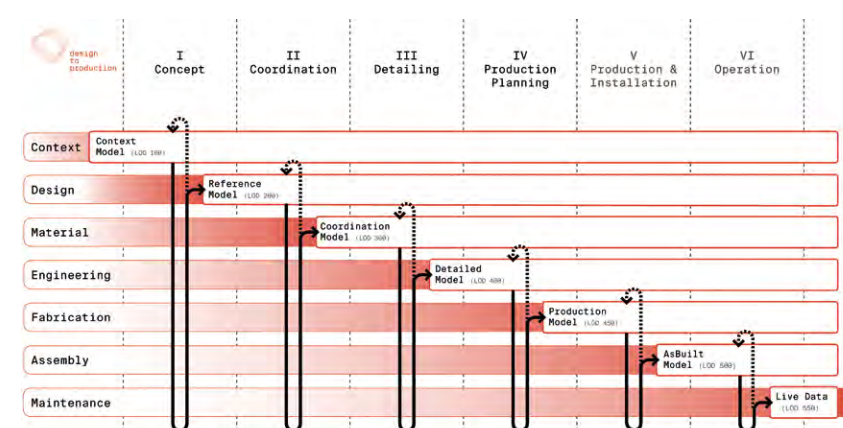 design
to
production
I
Concept
II
Coordination
III
Detailing
IV
Production
Planning
V
Production &
Installation
VI
Operation
Context
Context
Model (LOD 100)
Design
Reference
Model (LOD 200)
Material
Coordination
Model (LOD 300)
Engineering
Detailed
Model (LOD 400)
Fabrication
Production
Model (LOD 450)
Assembly
AsBuilt
Model (LOD 500)
Maintenance
Live Data
(LOD 550)